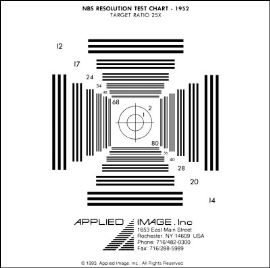 NBS RESOLUTION TEST CHART - 1952
TARGET RATIO 25X
12
17
24
34
41
68
2
1
80
56
40
28
20
14
APPLIED IMAGE, Inc
1653 East Main Street
Rochester NY 14609 USA
Phone: 716/482-0300
Fax: 716/288-5989
© 1993 Applied Image, Inc. All Rights Reserved